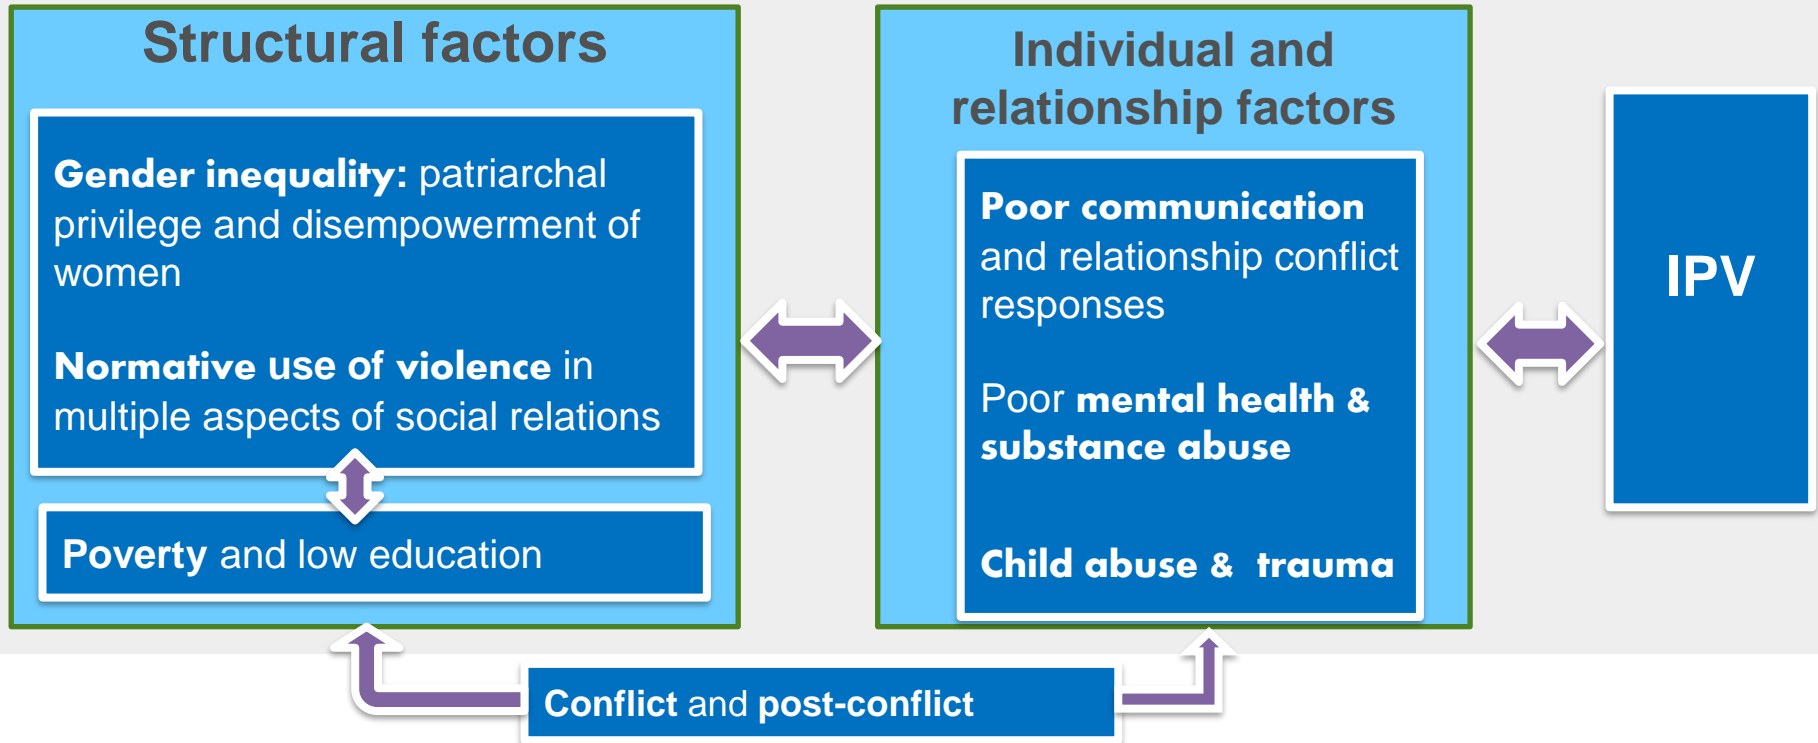 Structural factors
Gender inequality: patriarchal
privilege and disempowerment of
women
Normative use of violence in
multiple aspects of social relations
Poverty and low education
Individual and
relationship factors
Poor communication
and relationship conflict
responses
Poor mental health &
substance abuse
Child abuse & trauma
IPV
Conflict and post-conflict